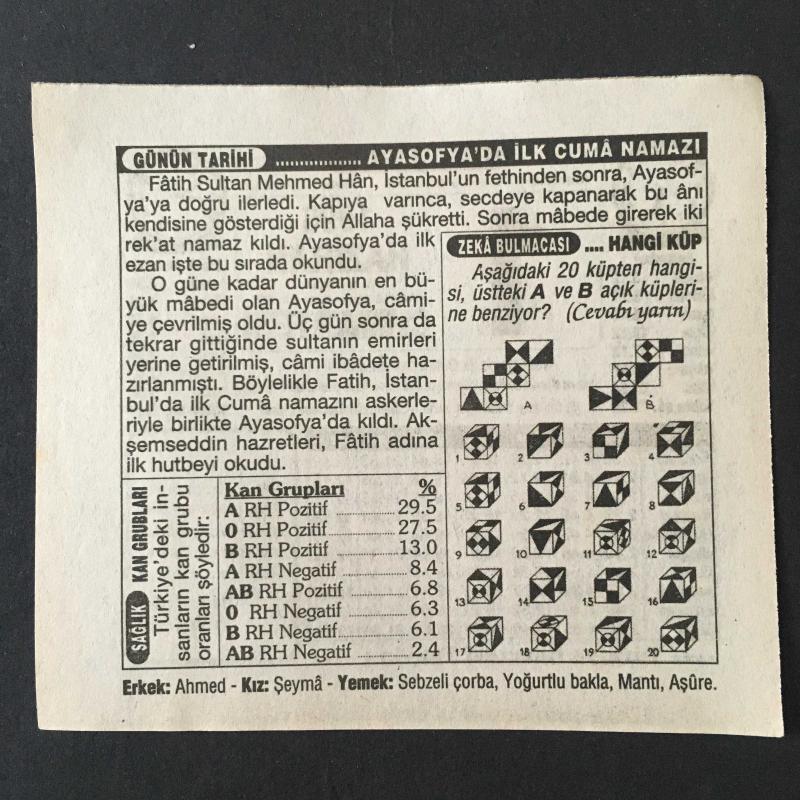 GÜNÜN TARİHİ .................. AYASOFYA'DA İLK CUMÂ NAMAZI
Fâtih Sultan Mehmed Hân, İstanbul'un fethinden sonra, Ayasof-
ya'ya doğru ilerledi. Kapıya varınca, secdeye kapanarak bu ânı
kendisine gösterdiği için Allaha şükretti. Sonra mâbede girerek iki
rek'at namaz kıldı. Ayasofya'da ilk
ezan işte bu sırada okundu.
O güne kadar dünyanın en bü-
yük mâbedi olan Ayasofya, câmi-
ye çevrilmiş oldu. Üç gün sonra da
tekrar gittiğinde sultanın emirleri
yerine getirilmiş, câmi ibâdete ha-
zırlanmıştı. Böylelikle Fatih, İstan-
bul'da ilk Cumâ namazını askerle-
riyle birlikte Ayasofya'da kıldı. Ak-
şemseddin hazretleri, Fâtih adına
ilk hutbeyi okudu.
ZEKÂ BULMACASI .... HANGİ KÜP
Aşağıdaki 20 küpten hangi-
si, üstteki A ve B açık küpleri-
ne benziyor? (Cevabı yarın)
A B
1 2 3 4
5 6 7 8
9 10 11 12
13 14 15 16
17 18 19 20
SAĞLIK KAN GRUBLARI
Türkiye'deki in-
sanların kan grubu
oranları şöyledir:
Kan Grupları %
A RH Pozitif 29.5
0 RH Pozitif 27.5
B RH Pozitif 13.0
A RH Negatif 8.4
AB RH Pozitif 6.8
0 RH Negatif 6.3
B RH Negatif 6.1
AB RH Negatif 2.4
Erkek: Ahmed - Kız: Şeymâ - Yemek: Sebzeli çorba, Yoğurtlu bakla, Mantı, Aşûre.